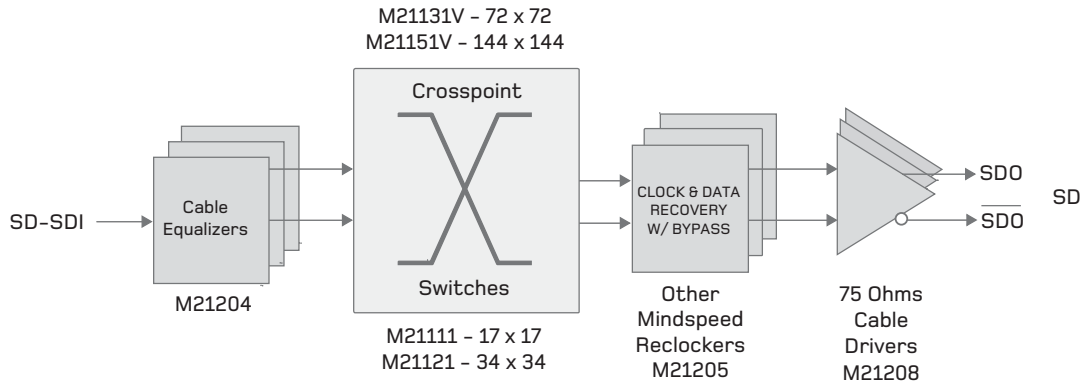 M21131V - 72 x 72
M21151V - 144 x 144
Crosspoint
Switches
M21111 - 17 x 17
M21121 - 34 x 34
SD-SDI
Cable
Equalizers
M21204
CLOCK & DATA
RECOVERY
W/ BYPASS
Other
Mindspeed
Reclockers
M21205
75 Ohms
Cable
Drivers
M21208
SDO
SDO
SD